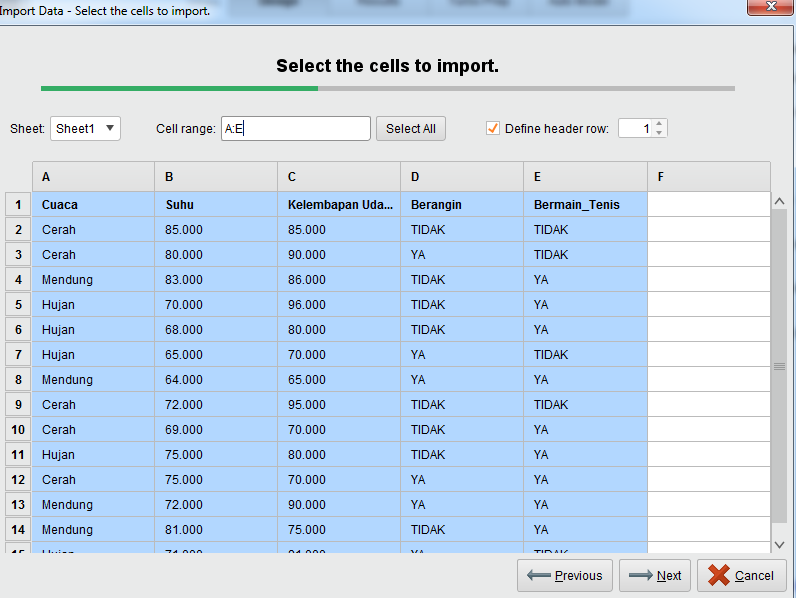 Import Data - Select the cells to import.
Select the cells to import.
Sheet: Sheet1 Cell range: A:E Select All Define header row: 1
A B C D E F
1 Cuaca Suhu Kelembapan Uda... Berangin Bermain_Tenis
2 Cerah 85.000 85.000 TIDAK TIDAK
3 Cerah 80.000 90.000 YA TIDAK
4 Mendung 83.000 86.000 TIDAK YA
5 Hujan 70.000 96.000 TIDAK YA
6 Hujan 68.000 80.000 TIDAK YA
7 Hujan 65.000 70.000 YA TIDAK
8 Mendung 64.000 65.000 YA YA
9 Cerah 72.000 95.000 TIDAK TIDAK
10 Cerah 69.000 70.000 TIDAK YA
11 Hujan 75.000 80.000 TIDAK YA
12 Cerah 75.000 70.000 YA YA
13 Mendung 72.000 90.000 YA YA
14 Mendung 81.000 75.000 TIDAK YA
Previous Next Cancel